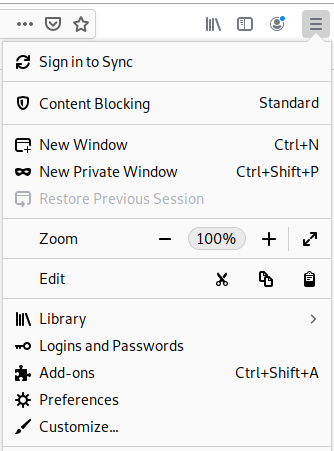 Sign in to Sync
Content Blocking Standard
New Window Ctrl+N
New Private Window Ctrl+Shift+P
Restore Previous Session
Zoom 100%
Edit
Library
Logins and Passwords
Add-ons Ctrl+Shift+A
Preferences
Customize...